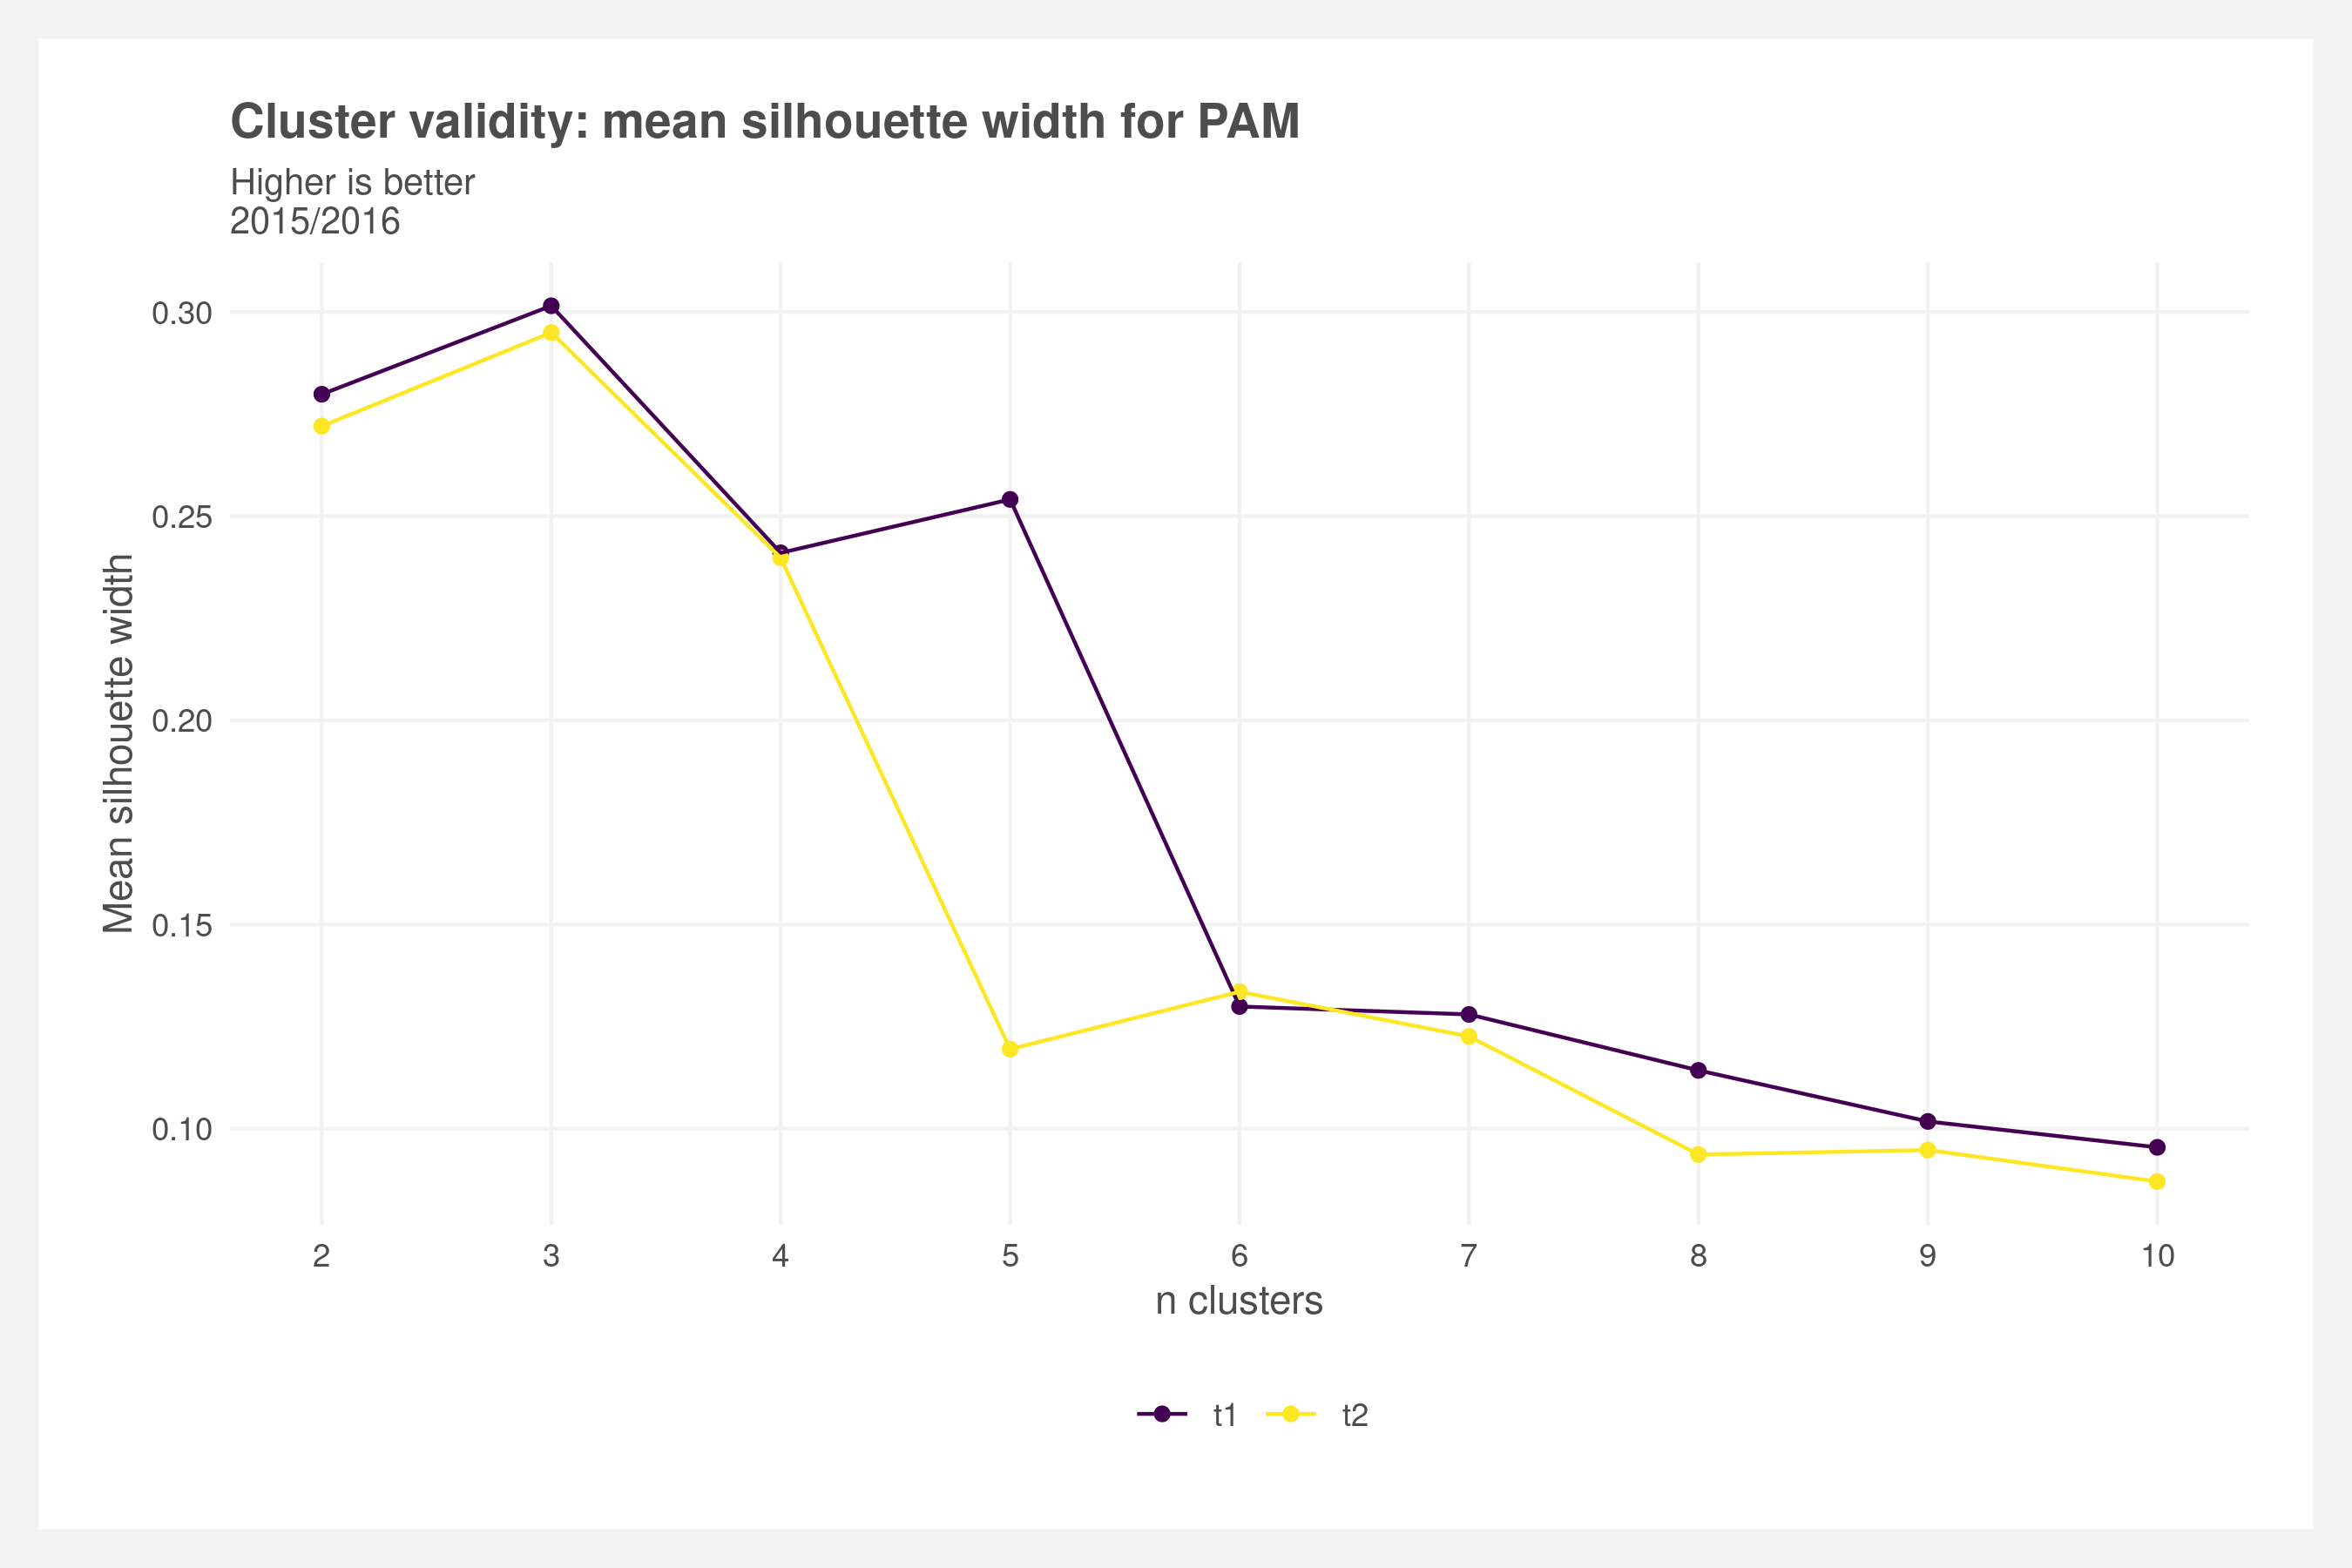 Cluster validity: mean silhouette width for PAM
Higher is better
2015/2016
Mean silhouette width
0.30
0.25
0.20
0.15
0.10
2 3 4 5 6 7 8 9 10
n clusters
t1 t2